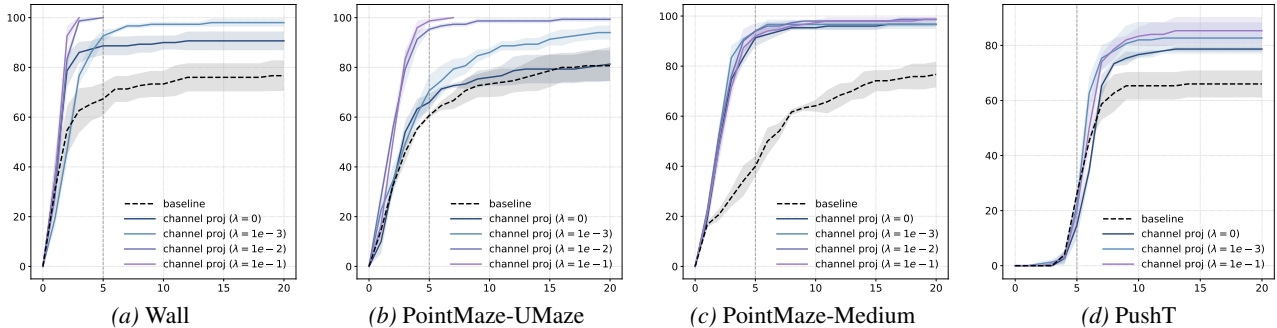 100
80
60
40
20
0
0
5
10
15
20
baseline
channel proj (λ = 0)
channel proj (λ = 1e−3)
channel proj (λ = 1e−2)
channel proj (λ = 1e−1)
(a) Wall
100
80
60
40
20
0
0
5
10
15
20
baseline
channel proj (λ = 0)
channel proj (λ = 1e−3)
channel proj (λ = 1e−2)
channel proj (λ = 1e−1)
(b) PointMaze-UMaze
100
80
60
40
20
0
0
5
10
15
20
baseline
channel proj (λ = 0)
channel proj (λ = 1e−3)
channel proj (λ = 1e−2)
channel proj (λ = 1e−1)
(c) PointMaze-Medium
80
60
40
20
0
0
5
10
15
20
baseline
channel proj (λ = 0)
channel proj (λ = 1e−3)
channel proj (λ = 1e−1)
(d) PushT